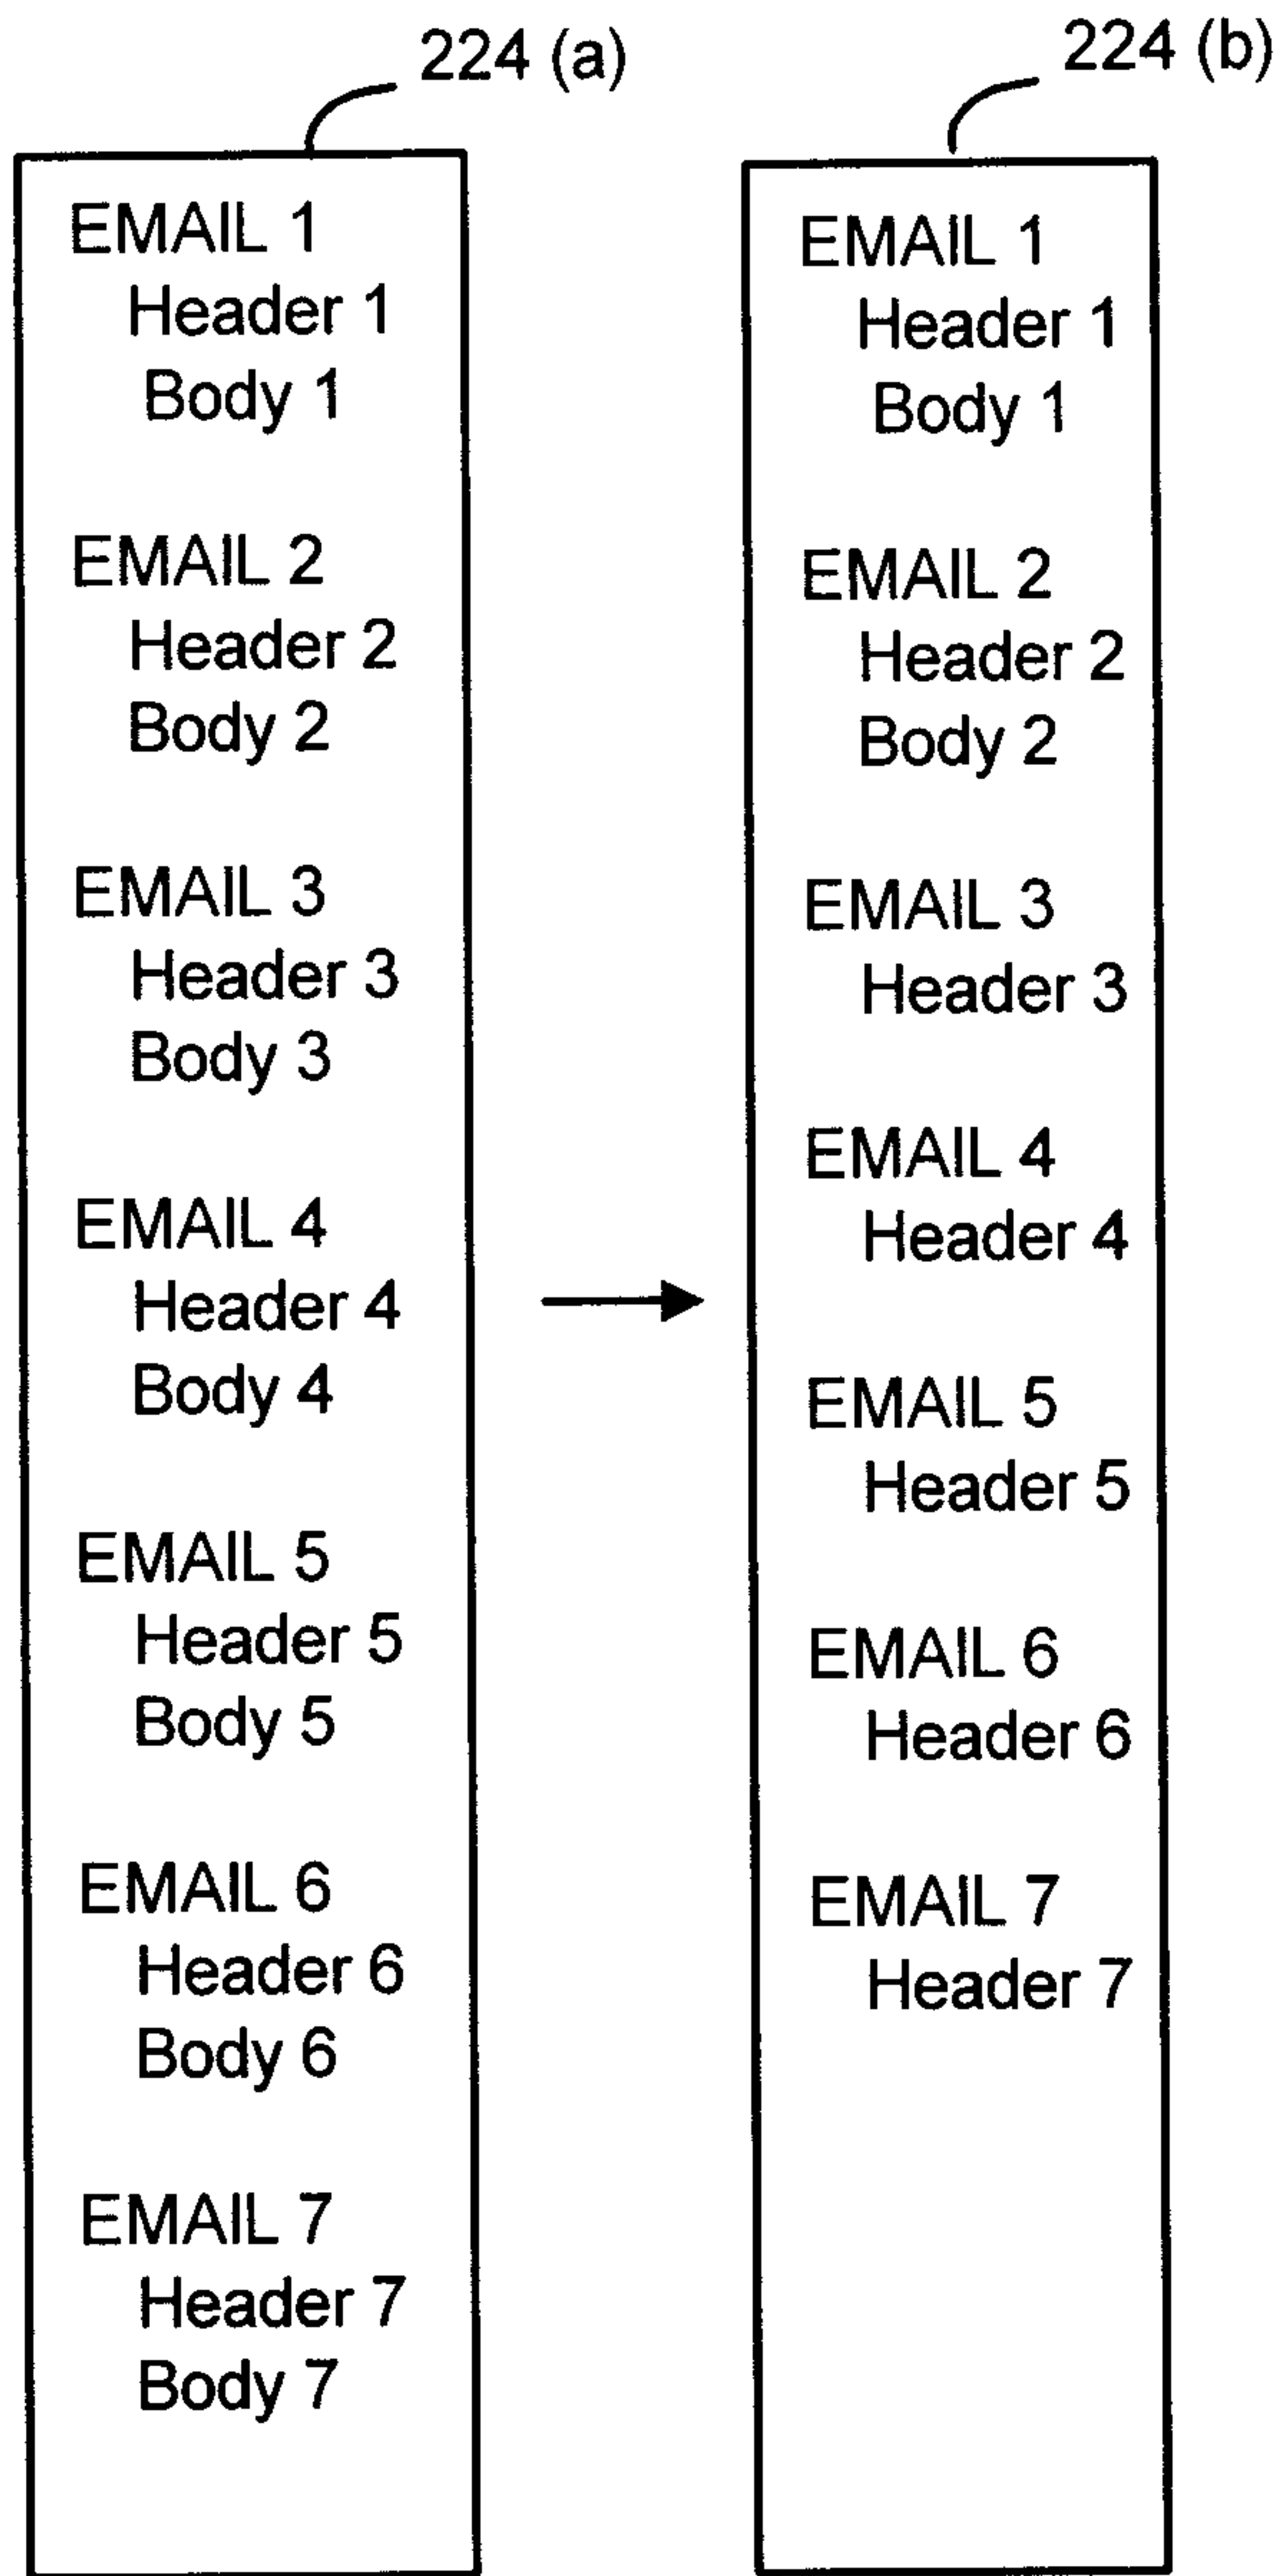 224 (a)
EMAIL 1
Header 1
Body 1
EMAIL 2
Header 2
Body 2
EMAIL 3
Header 3
Body 3
EMAIL 4
Header 4
Body 4
EMAIL 5
Header 5
Body 5
EMAIL 6
Header 6
Body 6
EMAIL 7
Header 7
Body 7
224 (b)
EMAIL 1
Header 1
Body 1
EMAIL 2
Header 2
Body 2
EMAIL 3
Header 3
EMAIL 4
Header 4
EMAIL 5
Header 5
EMAIL 6
Header 6
EMAIL 7
Header 7